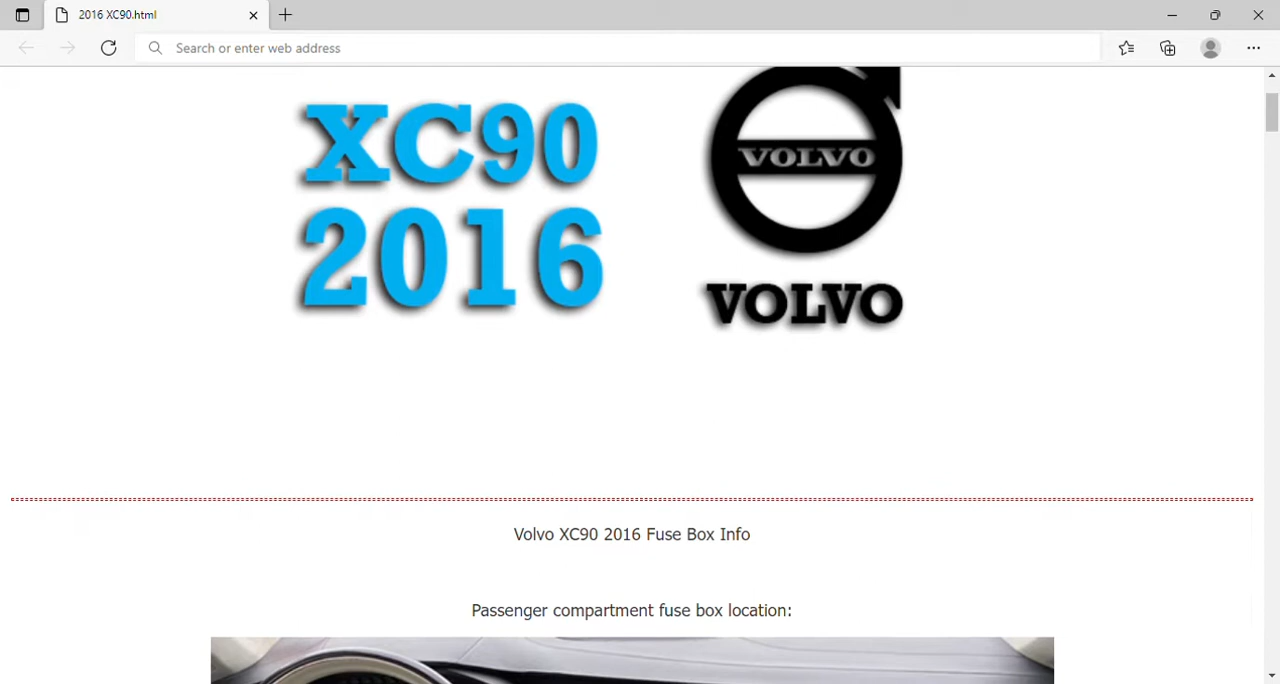 2016 XC90.html
Search or enter web address
XC90
2016
VOLVO
VOLVO
Volvo XC90 2016 Fuse Box Info
Passenger compartment fuse box location: